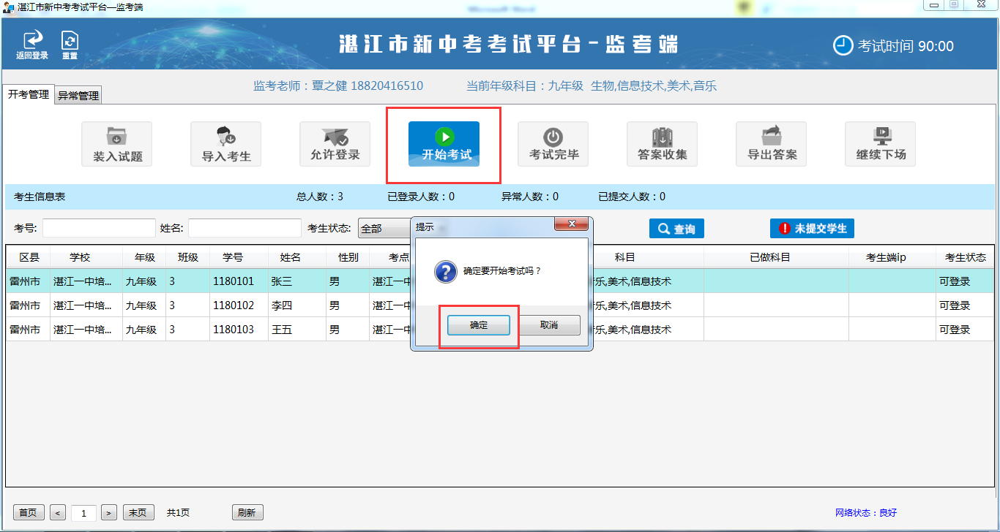 湛江市新中考考试平台—监考端
返回登录
重置
湛江市新中考考试平台-监考端
考试时间 90:00
开考管理
异常管理
监考老师：覃之健 18820416510
当前年级科目：九年级 生物,信息技术,美术,音乐
装入试题
导入考生
允许登录
开始考试
考试完毕
答案收集
导出答案
继续下场
考生信息表
总人数：3
已登录人数：0
异常人数：0
已提交人数：0
考号:
姓名:
考生状态:
全部
查询
未提交学生
区县 学校 年级 班级 学号 姓名 性别 考点 科目 已做科目 考生端ip 考生状态
雷州市 湛江一中培... 九年级 3 1180101 张三 男 湛江一中 乐,美术,信息技术 可登录
雷州市 湛江一中培... 九年级 3 1180102 李四 男 湛江一中 乐,美术,信息技术 可登录
雷州市 湛江一中培... 九年级 3 1180103 王五 男 湛江一中 乐,美术,信息技术 可登录
提示
确定要开始考试吗？
确定
取消
首页
<
1
>
末页
共1页
刷新
网络状态：良好